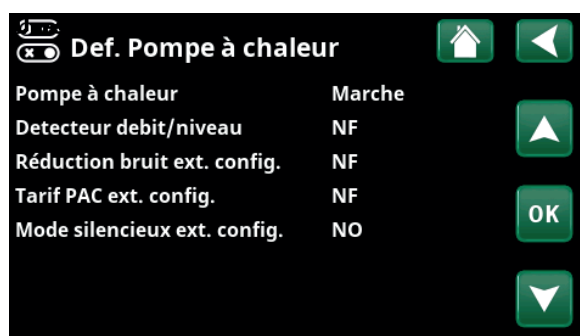 Def. Pompe à chaleur
Pompe à chaleur Marche
Detecteur debit/niveau NF
Réduction bruit ext. config. NF
Tarif PAC ext. config. NF
OK
Mode silencieux ext. config. NO